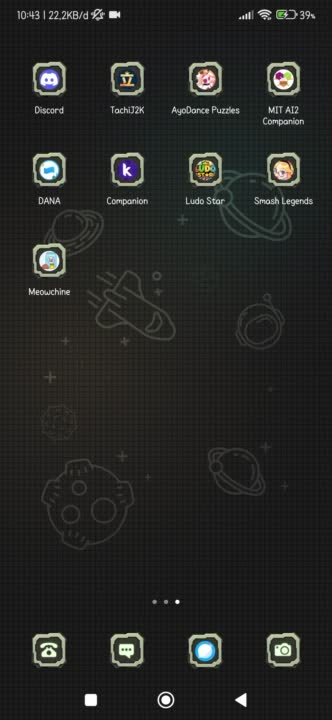 10:43 | 22,2KB/d
39%
Discord
TachiJ2K
AyoDance Puzzles
MIT AI2
Companion
DANA
Companion
Ludo Star
Smash Legends
Meowchine